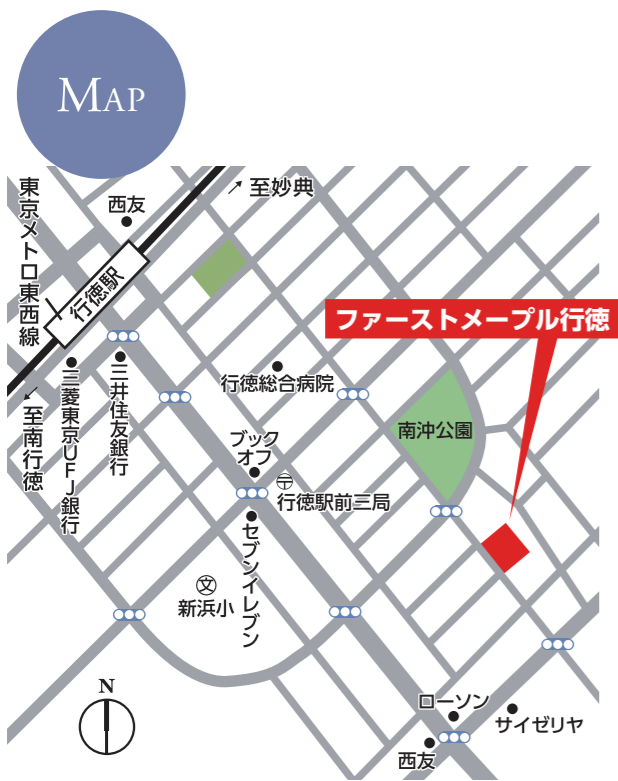 MAP
東京メトロ東西線
西友
↗至妙典
行徳駅
ファーストメープル行徳
三菱東京UFJ銀行
三井住友銀行
↙至南行徳
行徳総合病院
南沖公園
ブック
オフ
〶
行徳駅前三局
セブンイレブン
文
新浜小
N
ローソン
サイゼリヤ
西友